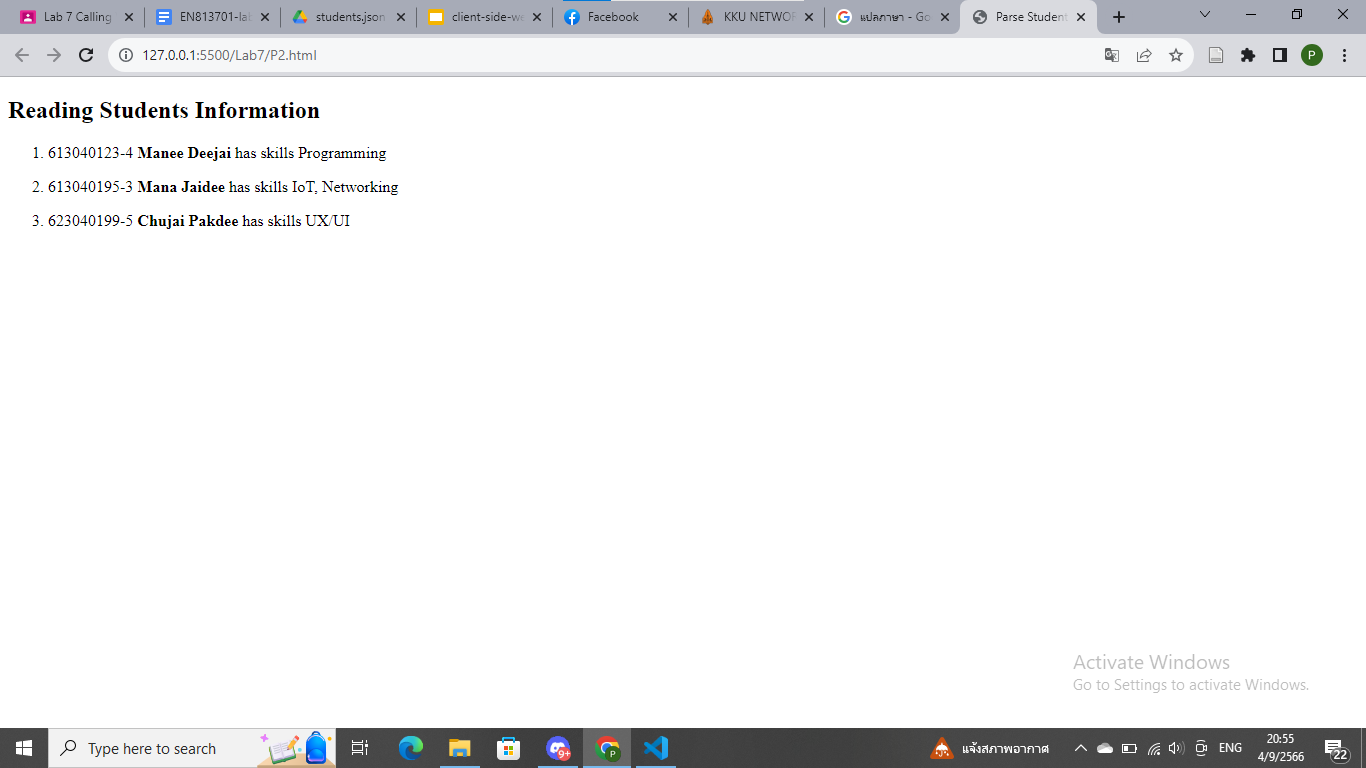 Lab 7 Calling
EN813701-lab
students.json
client-side-we
Facebook
KKU NETWOR
แปลภาษา - Go
Parse Student
127.0.0.1:5500/Lab7/P2.html
P
Reading Students Information
1. 613040123-4 Manee Deejai has skills Programming
2. 613040195-3 Mana Jaidee has skills IoT, Networking
3. 623040199-5 Chujai Pakdee has skills UX/UI
Activate Windows
Go to Settings to activate Windows.
Type here to search
9+
P
แจ้งสภาพอากาศ
ENG
20:55
4/9/2566
22